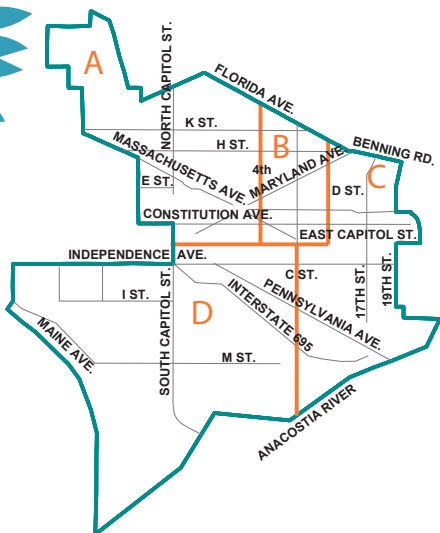 A
NORTH CAPITOL ST.
FLORIDA AVE.
K ST.
B
MASSACHUSETTS AVE.
H ST.
BENNING RD.
4th
MARYLAND AVE.
C
E ST.
D ST.
CONSTITUTION AVE.
EAST CAPITOL ST.
INDEPENDENCE AVE.
C ST.
17TH ST.
19TH ST.
I ST.
SOUTH CAPITOL ST.
D
INTERSTATE 695
PENNSYLVANIA AVE.
MAINE AVE.
M ST.
ANACOSTIA RIVER